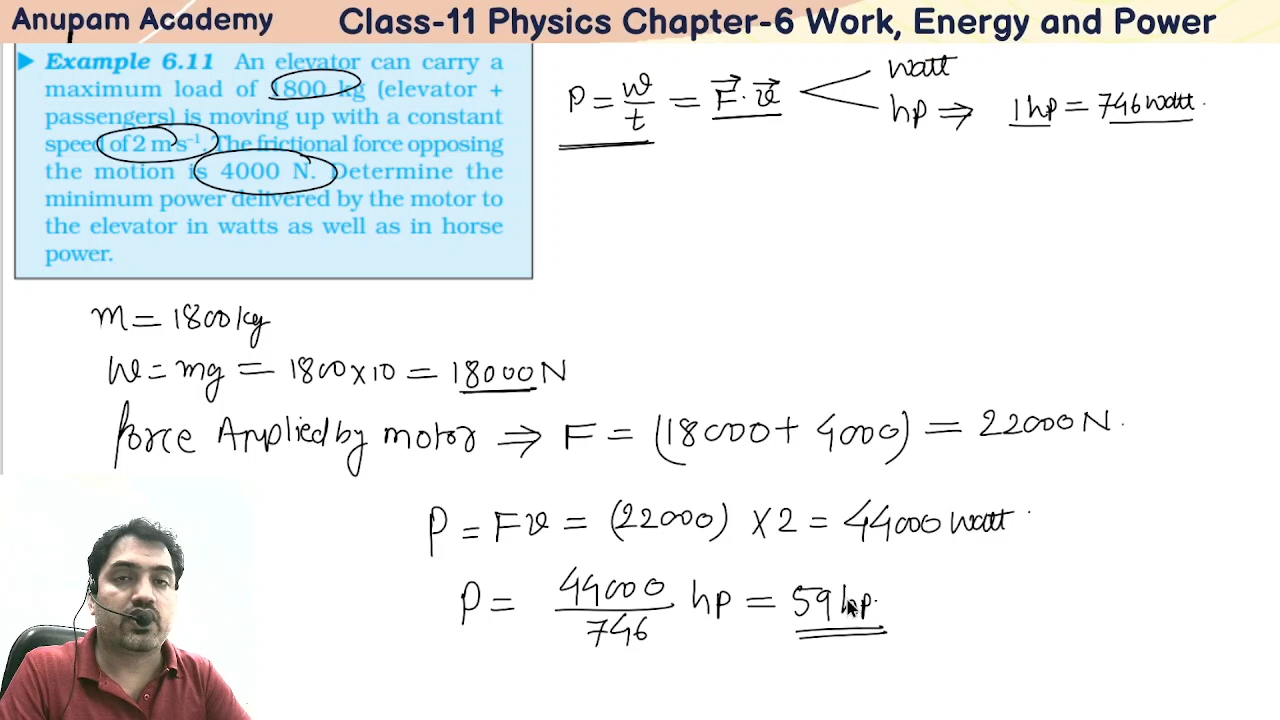 Anupam Academy Class-11 Physics Chapter-6 Work, Energy and Power
▶ Example 6.11 An elevator can carry a
maximum load of 1800 kg (elevator +
passengers) is moving up with a constant
speed of 2 m s⁻¹. The frictional force opposing
the motion is 4000 N. Determine the
minimum power delivered by the motor to
the elevator in watts as well as in horse
power.
P = W/t = F⃗ · v⃗
watt
hp ⇒ 1 hp = 746 watt.
m = 1800 kg
W = mg = 1800 × 10 = 18000 N
force Applied by motor ⇒ F = (18000 + 4000) = 22000 N.
P = Fv = (22000) × 2 = 44000 watt.
P = 44000/746 hp = 59 hp.